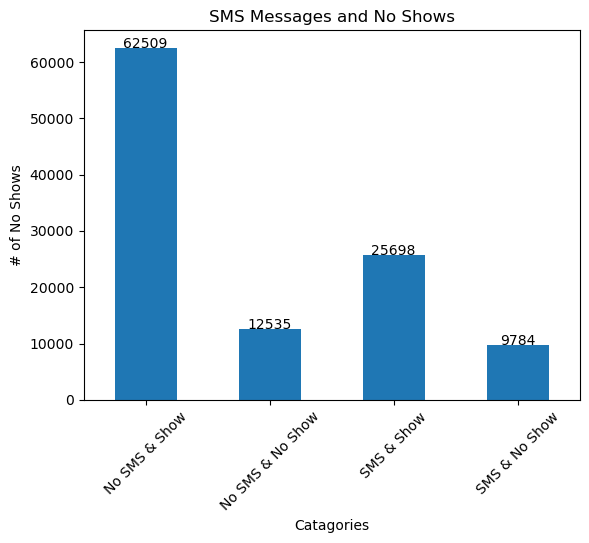 SMS Messages and No Shows
# of No Shows
60000
50000
40000
30000
20000
10000
0
62509
12535
25698
9784
No SMS & Show
No SMS & No Show
SMS & Show
SMS & No Show
Catagories